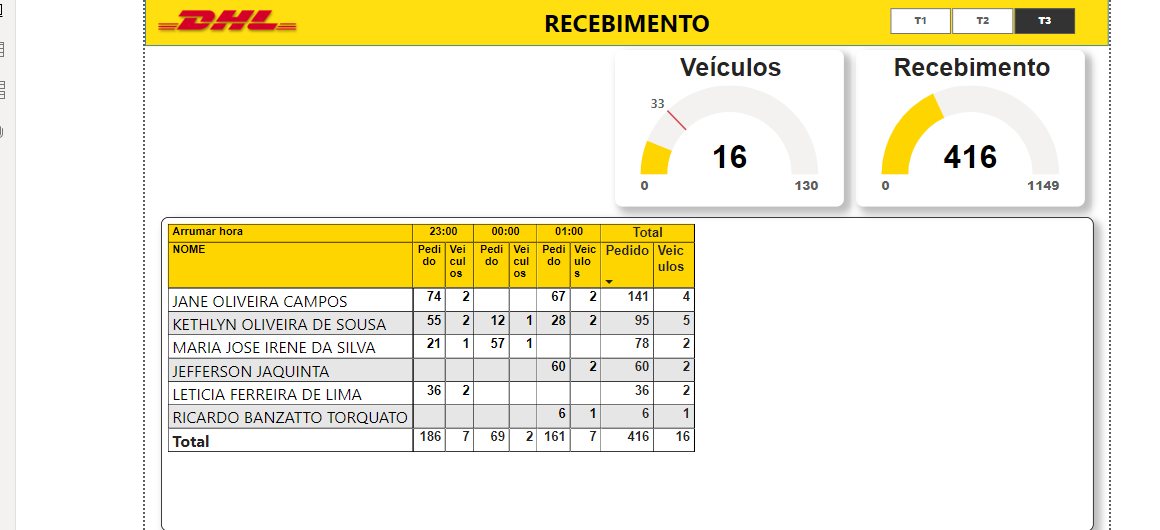 DHL RECEBIMENTO T1 T2 T3
Veículos
33
16
0 130
Recebimento
416
0 1149
Arrumar hora 23:00 00:00 01:00 Total
NOME Pedido Veiculos Pedido Veiculos Pedido Veiculos Pedido Veiculos
JANE OLIVEIRA CAMPOS 74 2 67 2 141 4
KETHLYN OLIVEIRA DE SOUSA 55 2 12 1 28 2 95 5
MARIA JOSE IRENE DA SILVA 21 1 57 1 78 2
JEFFERSON JAQUINTA 60 2 60 2
LETICIA FERREIRA DE LIMA 36 2 36 2
RICARDO BANZATTO TORQUATO 6 1 6 1
Total 186 7 69 2 161 7 416 16